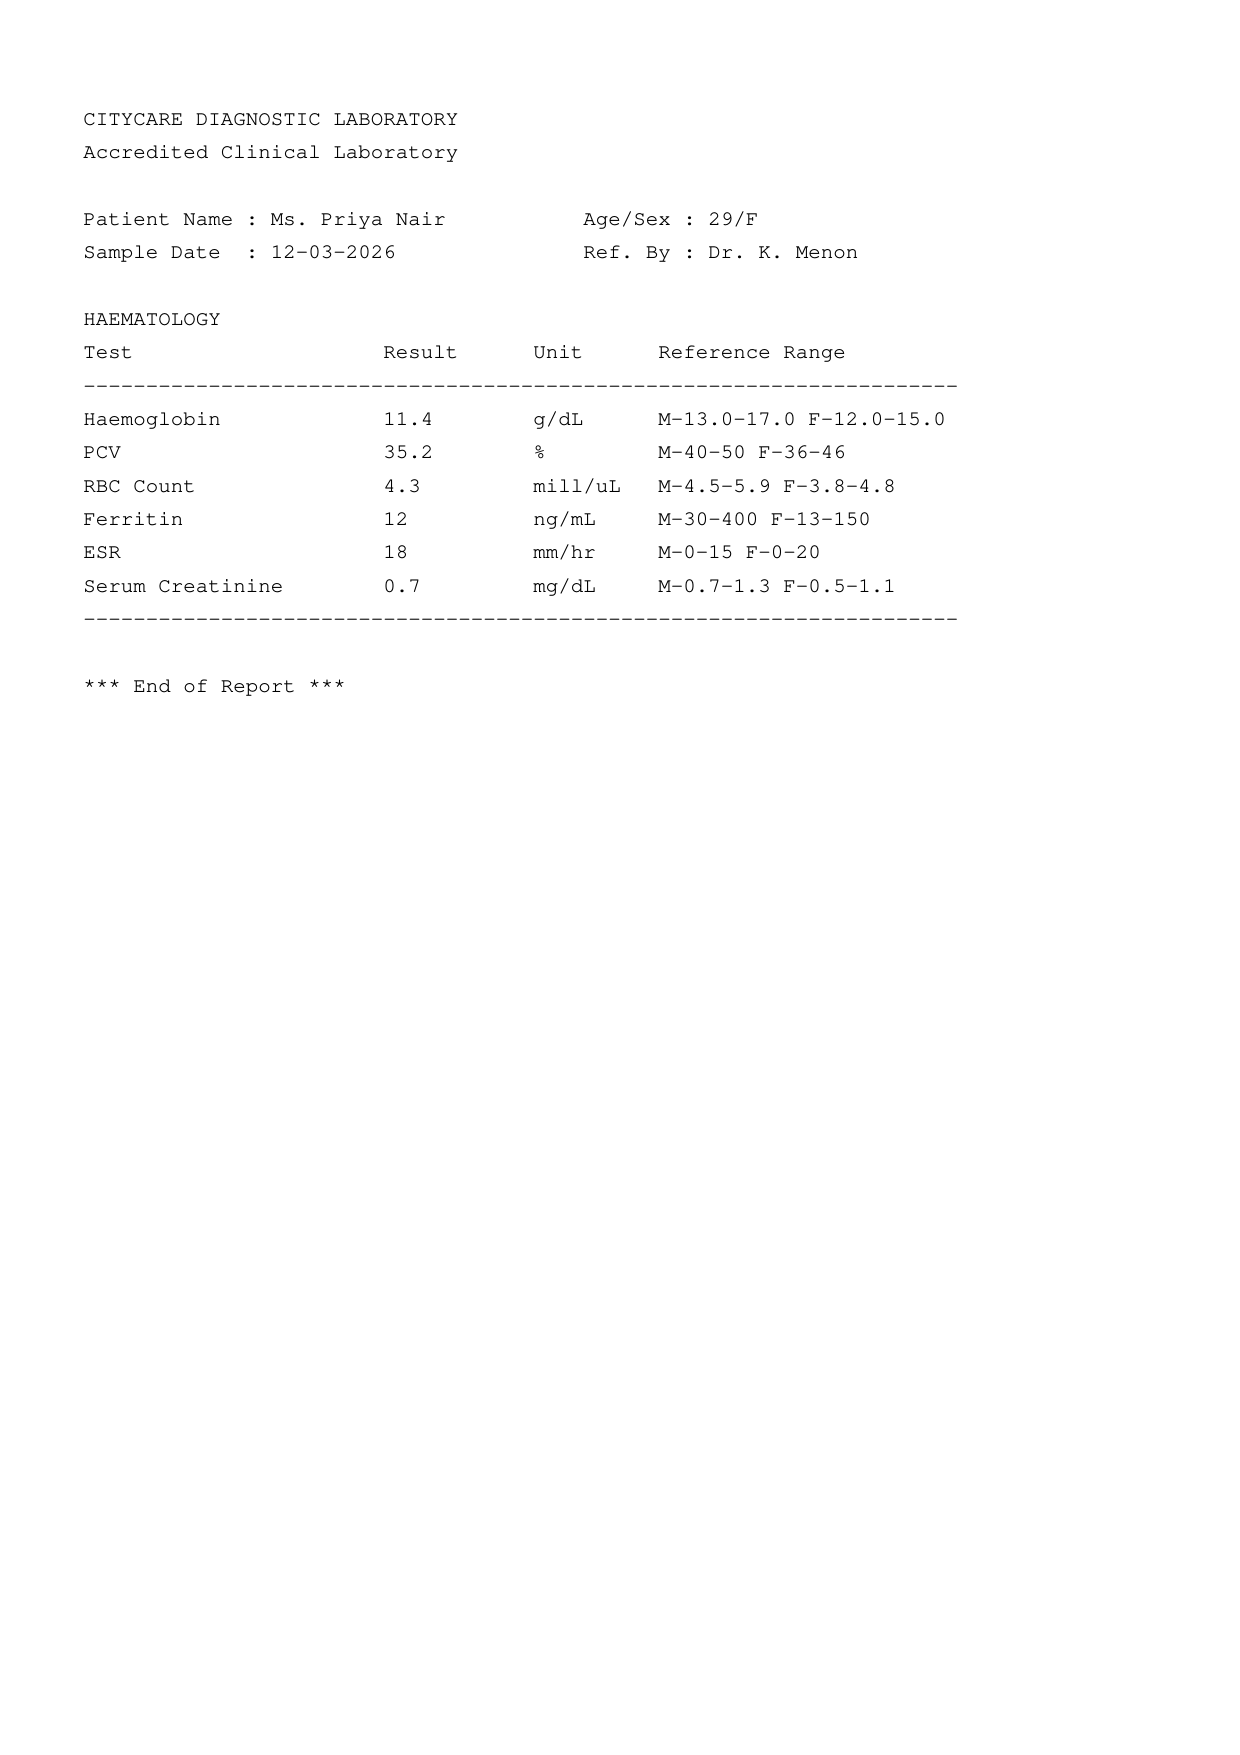 CITYCARE DIAGNOSTIC LABORATORY
Accredited Clinical Laboratory
Patient Name : Ms. Priya Nair           Age/Sex : 29/F
Sample Date  : 12-03-2026               Ref. By : Dr. K. Menon
HAEMATOLOGY
Test                    Result      Unit      Reference Range
----------------------------------------------------------------------
Haemoglobin             11.4        g/dL      M-13.0-17.0 F-12.0-15.0
PCV                     35.2        %         M-40-50 F-36-46
RBC Count               4.3         mill/uL   M-4.5-5.9 F-3.8-4.8
Ferritin                12          ng/mL     M-30-400 F-13-150
ESR                     18          mm/hr     M-0-15 F-0-20
Serum Creatinine        0.7         mg/dL     M-0.7-1.3 F-0.5-1.1
----------------------------------------------------------------------
*** End of Report ***